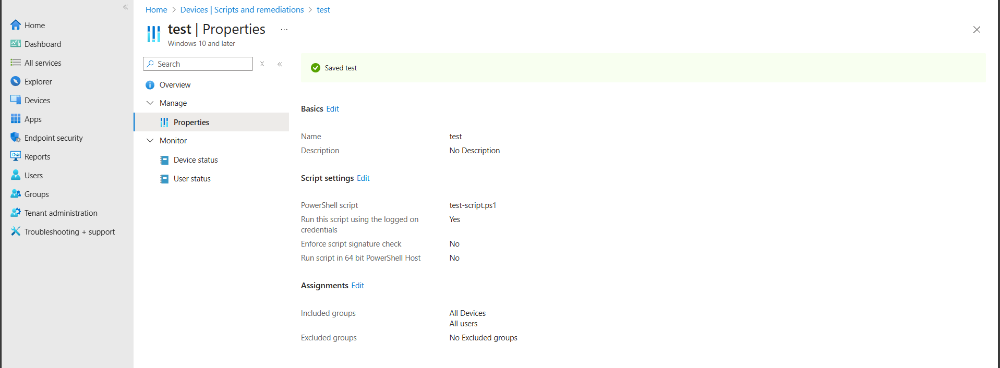 Home
Dashboard
All services
Explorer
Devices
Apps
Endpoint security
Reports
Users
Groups
Tenant administration
Troubleshooting + support
Home > Devices | Scripts and remediations > test
test | Properties ...
Windows 10 and later
Search
Overview
Manage
Properties
Monitor
Device status
User status
Saved test
Basics Edit
Name test
Description No Description
Script settings Edit
PowerShell script test-script.ps1
Run this script using the logged on Yes
credentials
Enforce script signature check No
Run script in 64 bit PowerShell Host No
Assignments Edit
Included groups All Devices
All users
Excluded groups No Excluded groups